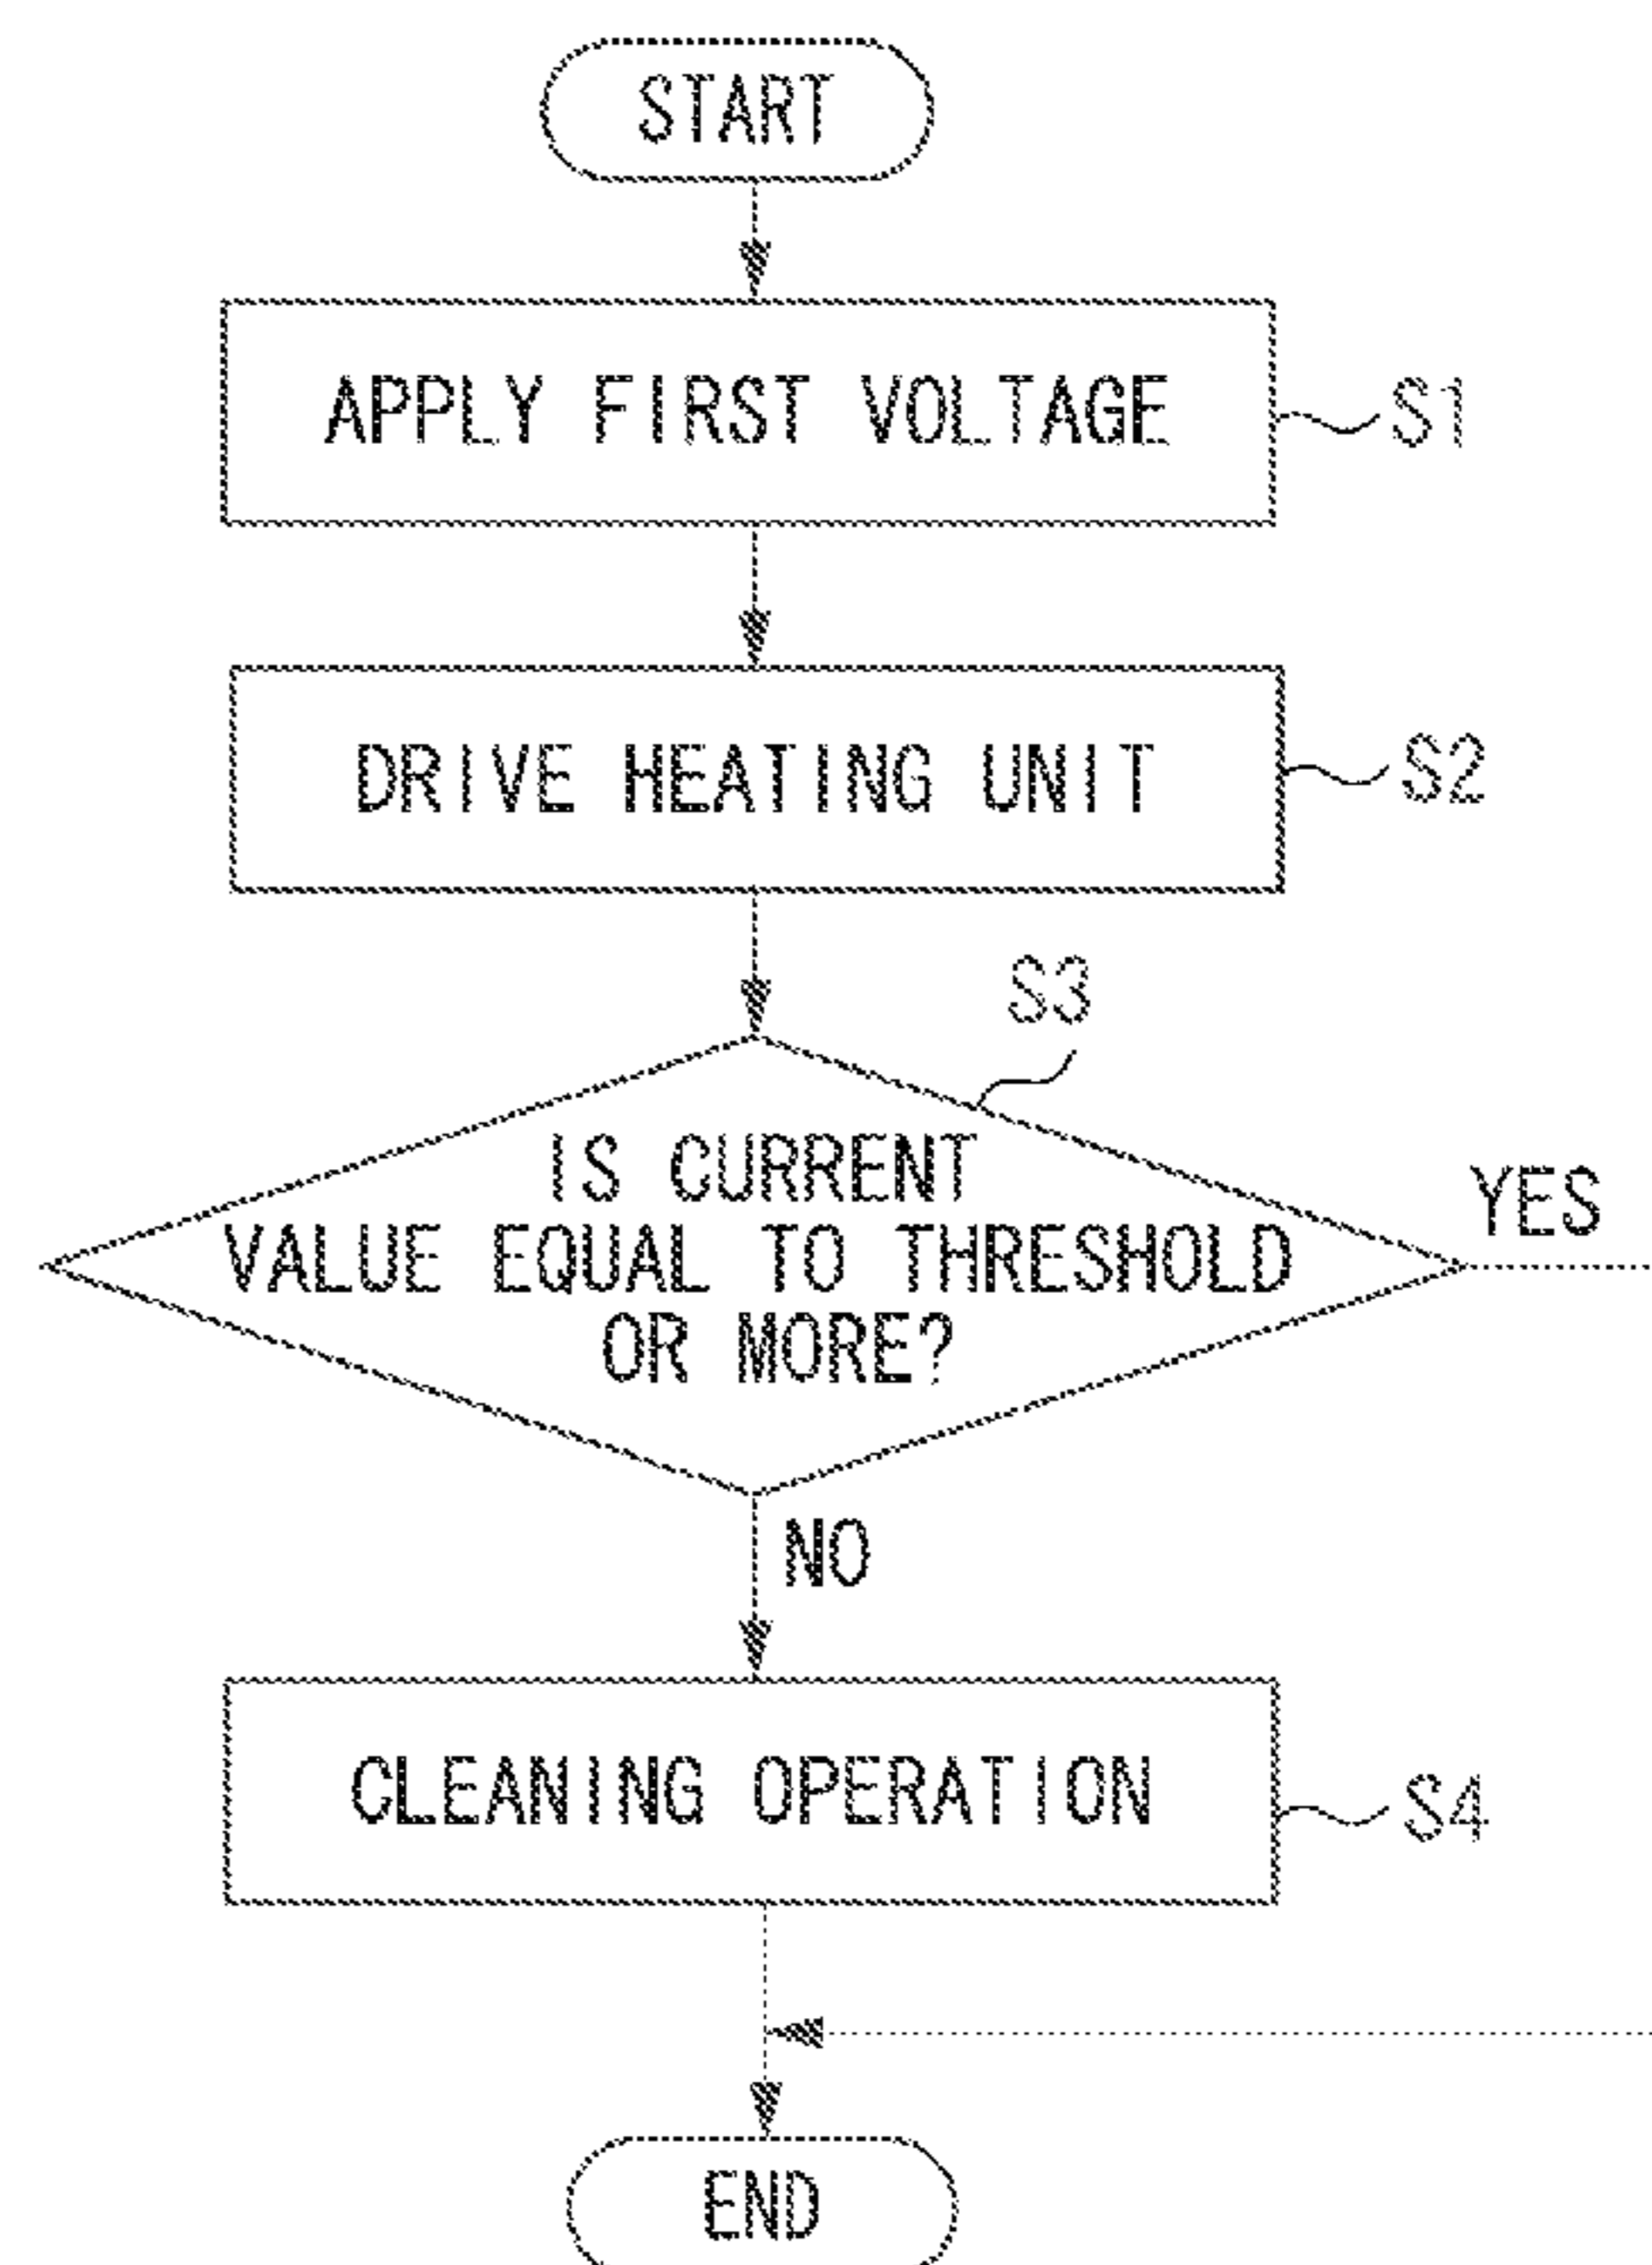 START
APPLY FIRST VOLTAGE
S1
DRIVE HEATING UNIT
S2
S3
IS CURRENT
VALUE EQUAL TO THRESHOLD
OR MORE?
YES
NO
CLEANING OPERATION
S4
END